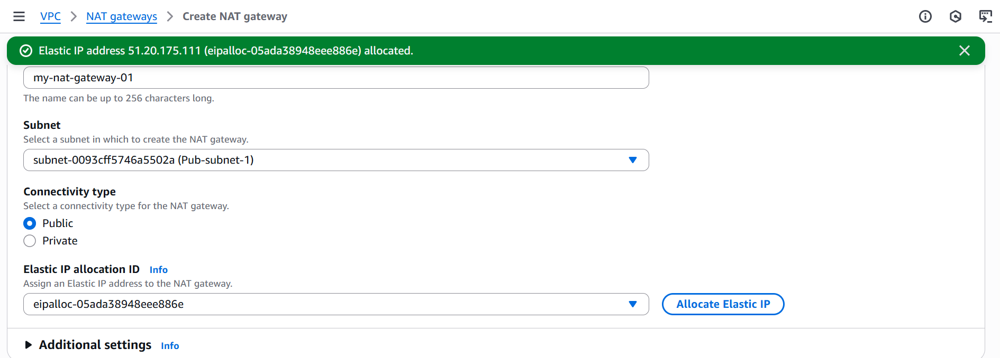 VPC > NAT gateways > Create NAT gateway
Elastic IP address 51.20.175.111 (eipalloc-05ada38948eee886e) allocated.
my-nat-gateway-01
The name can be up to 256 characters long.
Subnet
Select a subnet in which to create the NAT gateway.
subnet-0093cff5746a5502a (Pub-subnet-1)
Connectivity type
Select a connectivity type for the NAT gateway.
Public
Private
Elastic IP allocation ID Info
Assign an Elastic IP address to the NAT gateway.
eipalloc-05ada38948eee886e Allocate Elastic IP
Additional settings Info